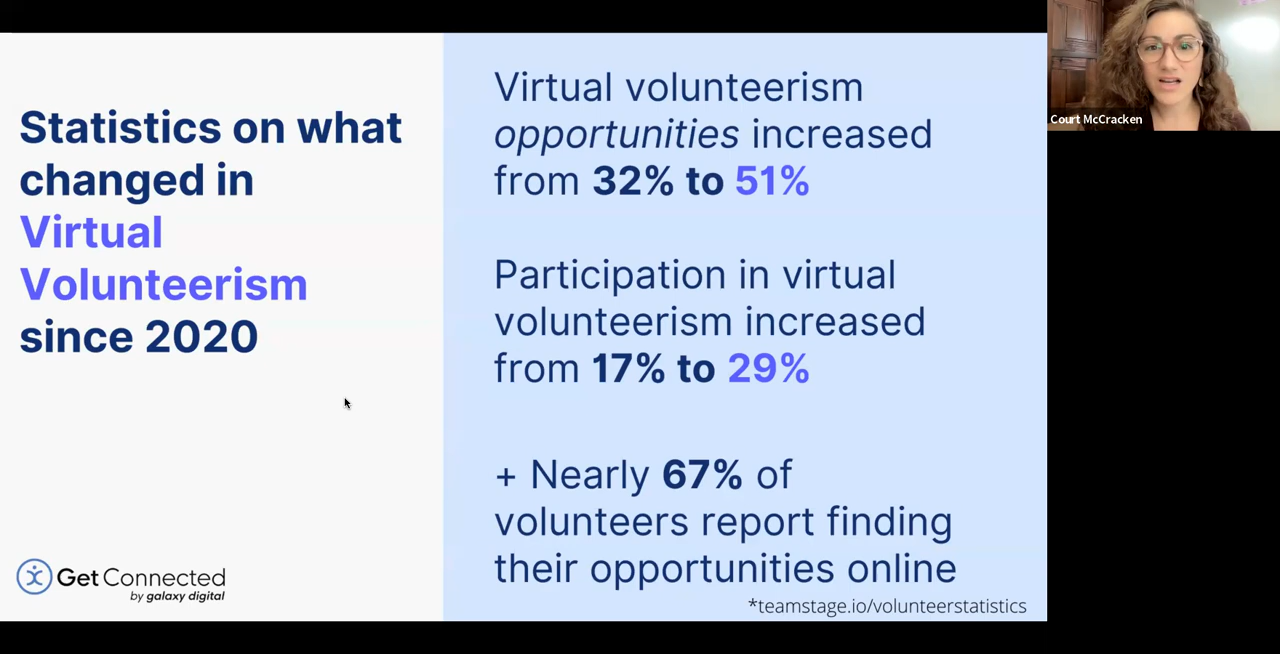 Statistics on what
changed in
Virtual
Volunteerism
since 2020
GetConnected
by galaxy digital
Virtual volunteerism
opportunities increased
from 32% to 51%
Participation in virtual
volunteerism increased
from 17% to 29%
+ Nearly 67% of
volunteers report finding
their opportunities online
*teamstage.io/volunteerstatistics
Court McCracken